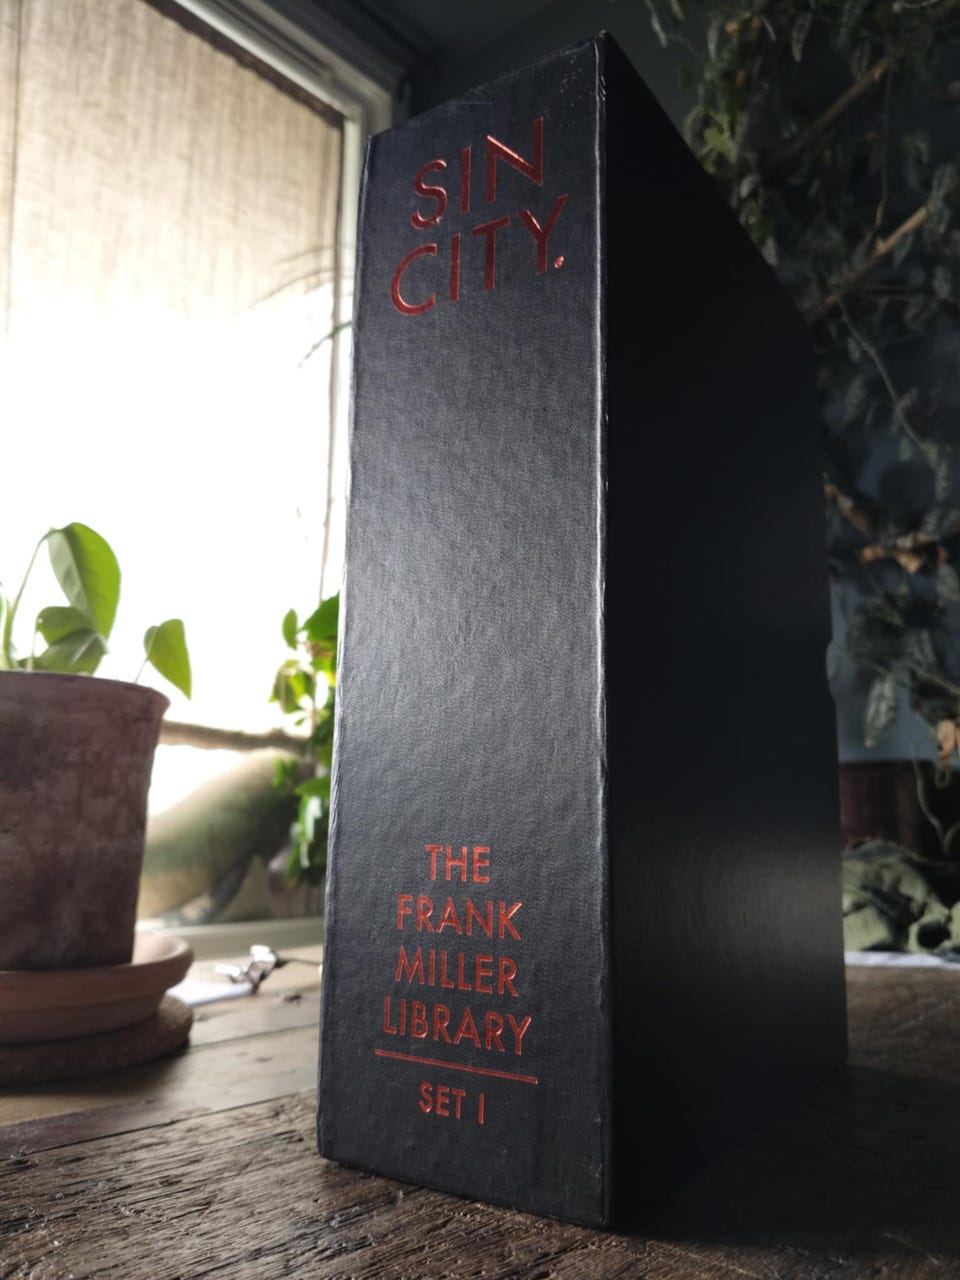 SIN
CITY.
THE
FRANK
MILLER
LIBRARY
SET I